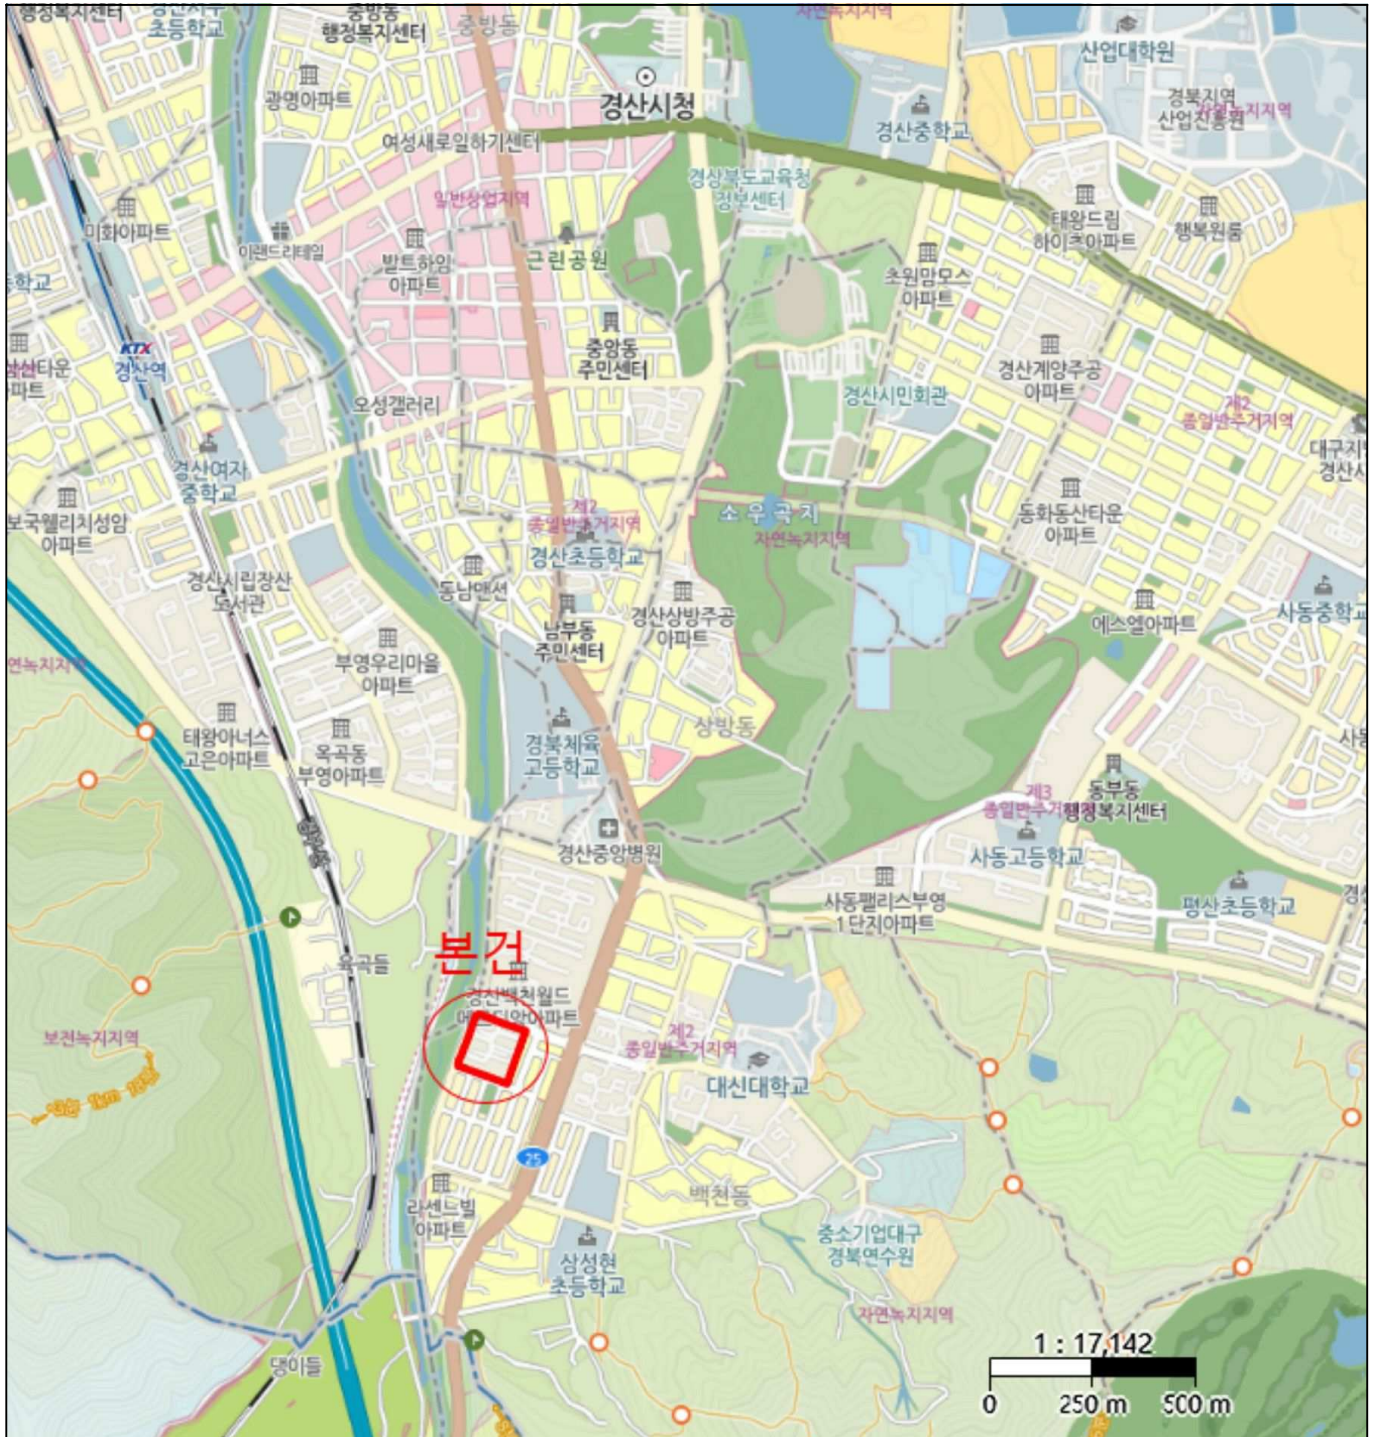 행정복지센터
초등학교
중방동
행정복지센터
중방동
자연녹지지역
산업대학원
광명아파트
경산시청
경산중학교
경북지역
산업진흥원
자연녹지지역
여성새로일하기센터
경상북도교육청
정보센터
일반상업지역
태왕드림
하이츠아파트
행복원룸
미화아파트
이랜드리테일
발트하임
아파트
근린공원
초원맘모스
아파트
KTX
경산역
중앙동
주민센터
경산계양주공
아파트
오성갤러리
경산시민회관
제2
종일반주거지역
경산여자
중학교
보국웰리치성암
아파트
제2
종일반주거지역
경산초등학교
소우곡지
자연녹지지역
동화동산타운
아파트
경산시립장산
도서관
동남맨션
남부동
주민센터
경산상방주공
아파트
에스엘아파트
사동중학교
부영우리마을
아파트
태왕아너스
고은아파트
옥곡동
부영아파트
경북체육
고등학교
상방동
동부동
행정복지센터
제3
사동고등학교
경산중앙병원
사동팰리스부영
1단지아파트
평산초등학교
본건
경산백천월드
보전녹지지역
제2
종일반주거지역
대신대학교
25
백천동
라센드빌
아파트
중소기업대구
경북연수원
삼성현
초등학교
자연녹지지역
댕이들
1 : 17,142
0 250 m 500 m